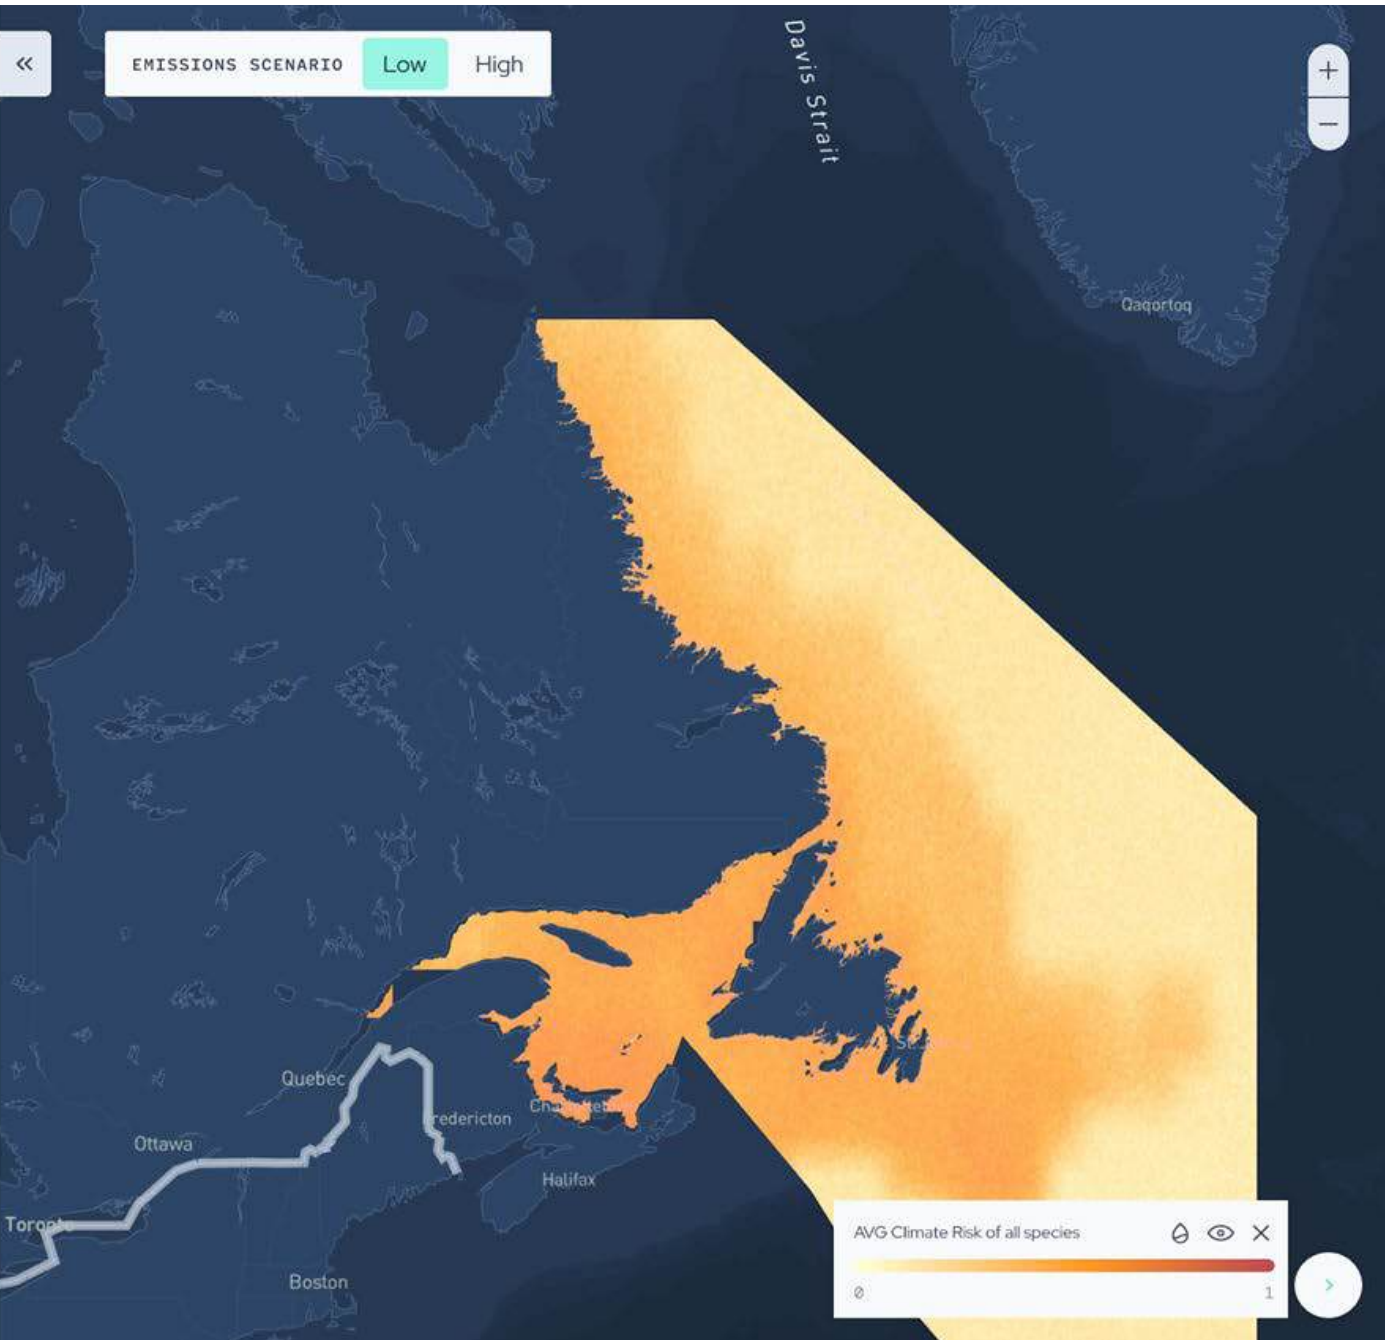 «
EMISSIONS SCENARIO Low High
Davis Strait
+
−
Qaqortoq
Quebec
Fredericton
Ottawa
Halifax
Toronto
Boston
AVG Climate Risk of all species
0 1